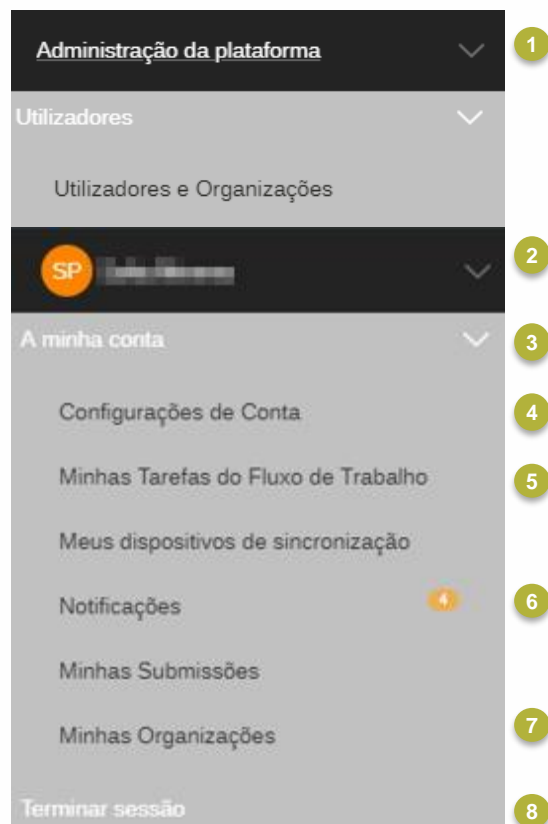 Administração da plataforma 1
Utilizadores
Utilizadores e Organizações
SP 2
A minha conta 3
Configurações de Conta 4
Minhas Tarefas do Fluxo de Trabalho 5
Meus dispositivos de sincronização
Notificações 4 6
Minhas Submissões
Minhas Organizações 7
Terminar sessão 8